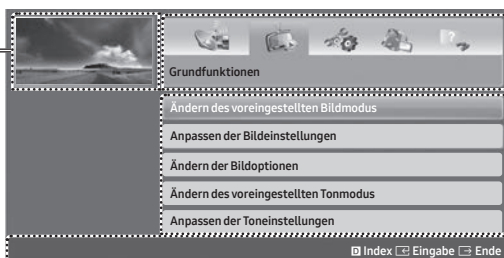 Grundfunktionen
Ändern des voreingestellten Bildmodus
Anpassen der Bildeinstellungen
Ändern der Bildoptionen
Ändern des voreingestellten Tonmodus
Anpassen der Toneinstellungen
D Index Eingabe Ende